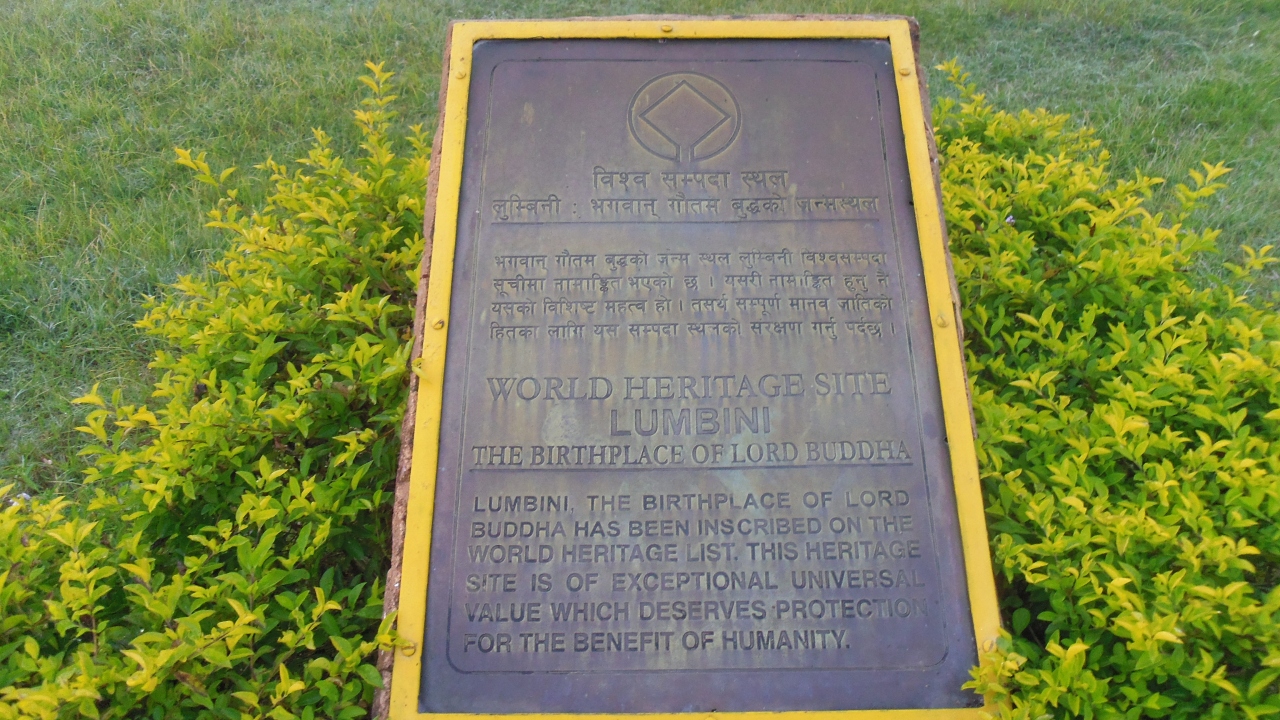 विश्व सम्पदा स्थल
लुम्बिनी : भगवान् गौतम बुद्धको जन्मस्थल
भगवान् गौतम बुद्धको जन्म स्थल लुम्बिनी विश्वसम्पदा
सूचीमा नामाङ्कित भएको छ । यसरी नामाङ्कित हुनु नै
यसको विशिष्ट महत्व हो । तसर्थ सम्पूर्ण मानव जातिको
हितका लागि यस सम्पदा स्थलको संरक्षण गर्नु पर्दछ ।
WORLD HERITAGE SITE
LUMBINI
THE BIRTHPLACE OF LORD BUDDHA
LUMBINI, THE BIRTHPLACE OF LORD
BUDDHA HAS BEEN INSCRIBED ON THE
WORLD HERITAGE LIST. THIS HERITAGE
SITE IS OF EXCEPTIONAL UNIVERSAL
VALUE WHICH DESERVES PROTECTION
FOR THE BENEFIT OF HUMANITY.